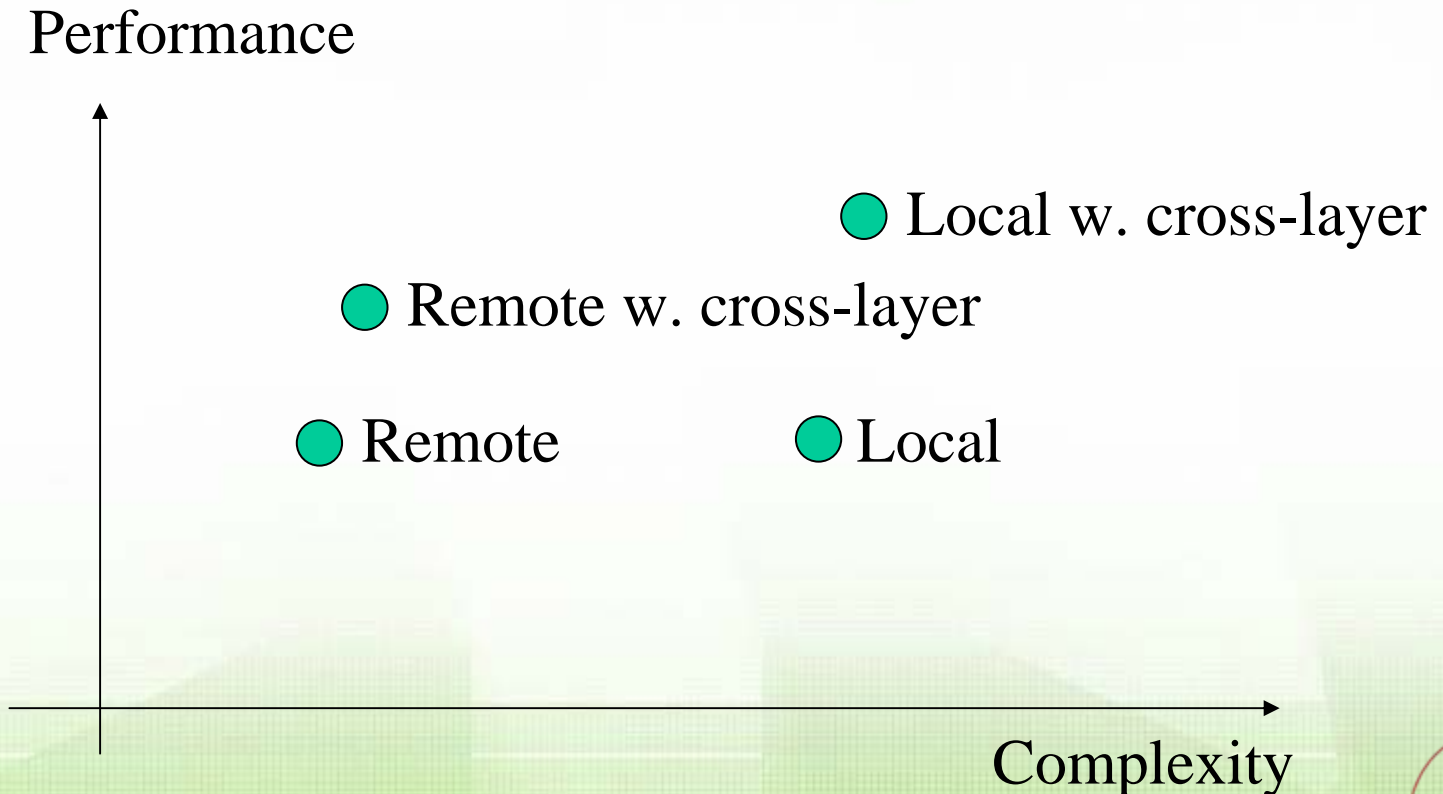 Performance
Local w. cross-layer
Remote w. cross-layer
Remote
Local
Complexity